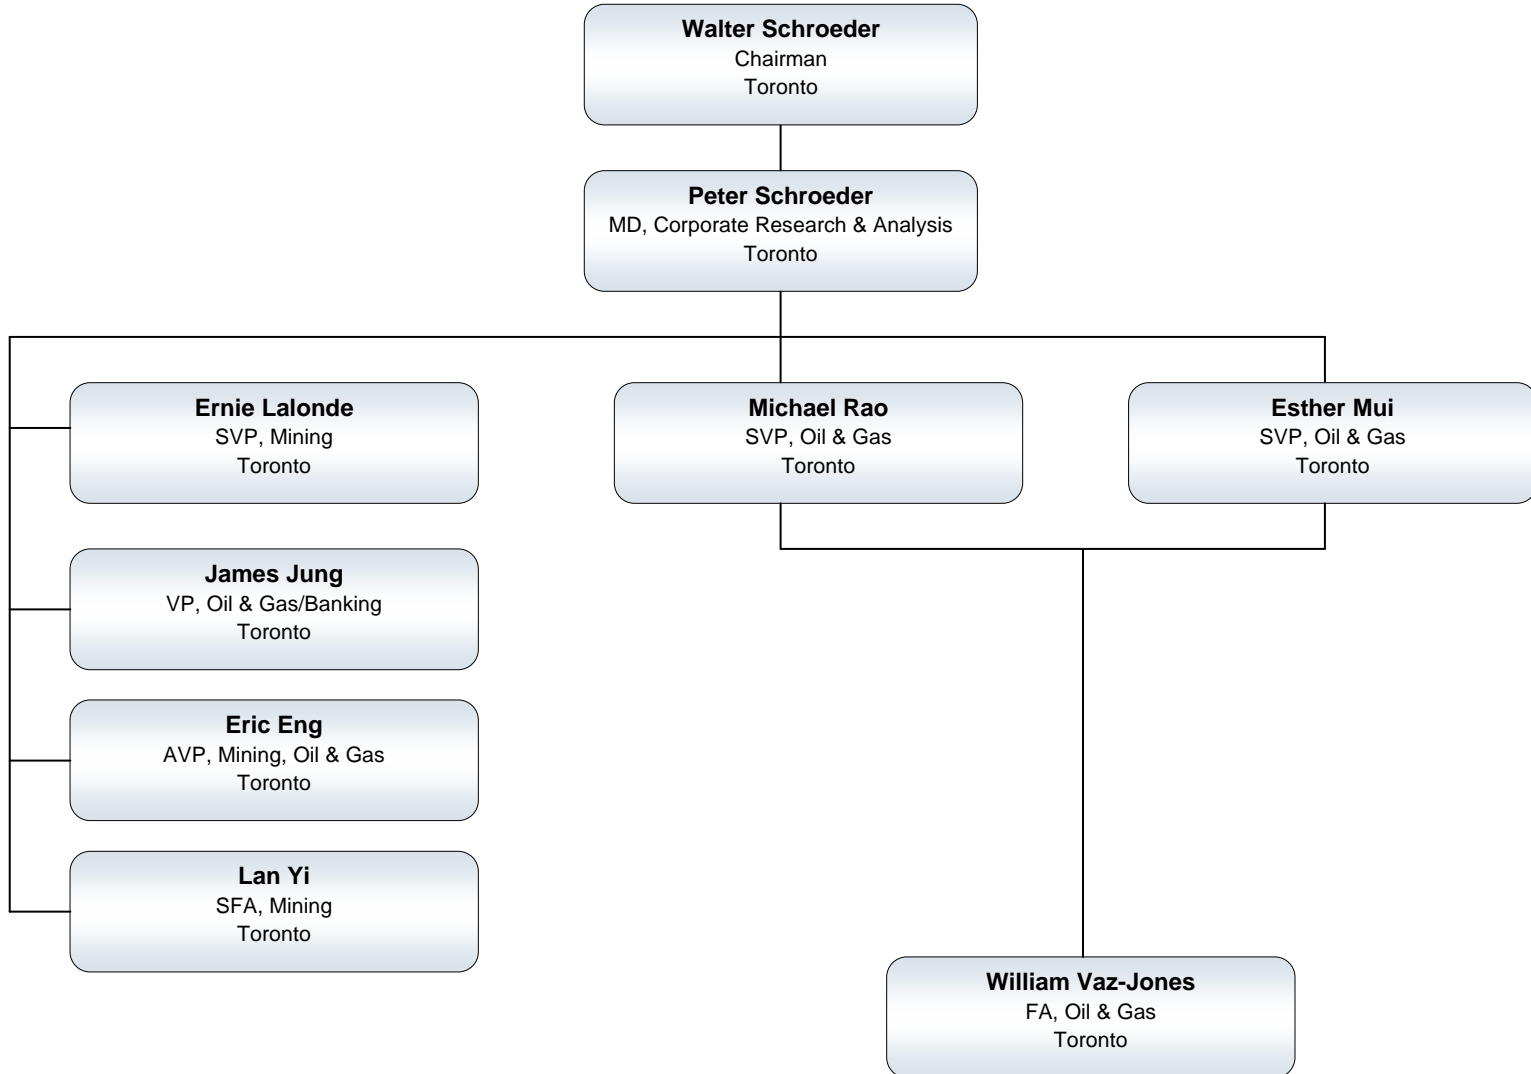 Walter Schroeder
Chairman
Toronto
Peter Schroeder
MD, Corporate Research & Analysis
Toronto
Ernie Lalonde
SVP, Mining
Toronto
Michael Rao
SVP, Oil & Gas
Toronto
Esther Mui
SVP, Oil & Gas
Toronto
James Jung
VP, Oil & Gas/Banking
Toronto
Eric Eng
AVP, Mining, Oil & Gas
Toronto
Lan Yi
SFA, Mining
Toronto
William Vaz-Jones
FA, Oil & Gas
Toronto